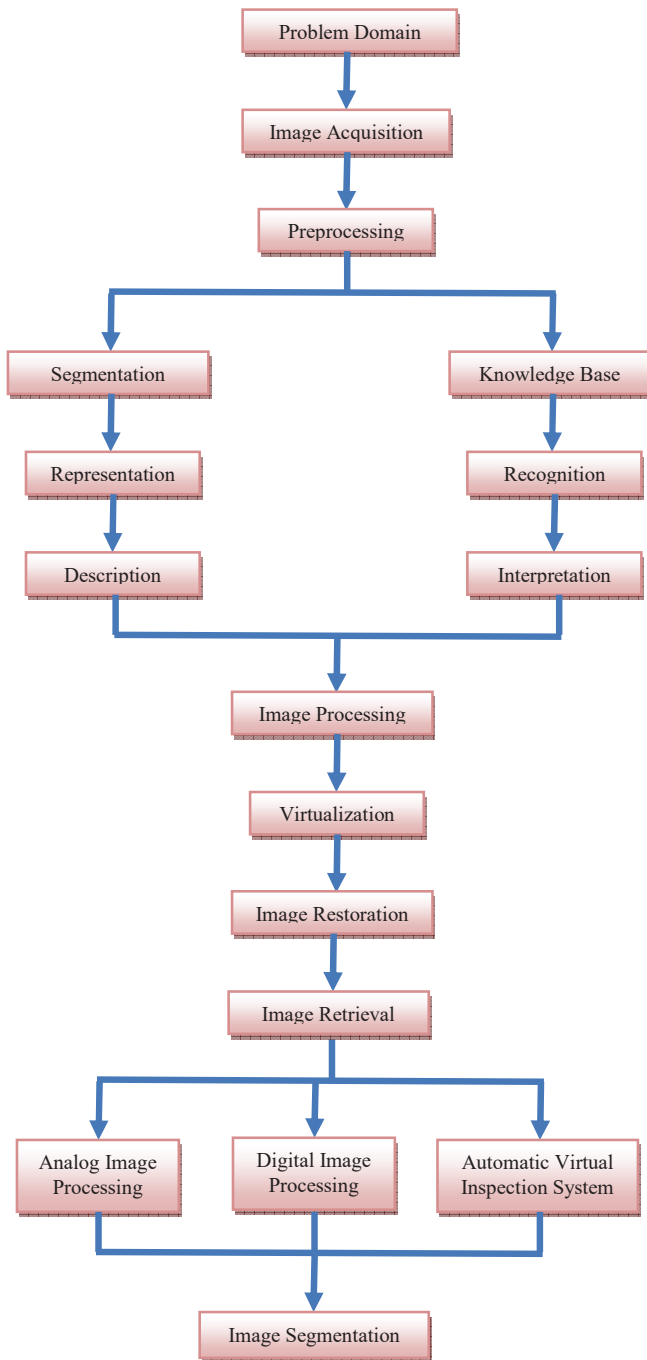 Problem Domain
Image Acquisition
Preprocessing
Segmentation
Knowledge Base
Representation
Recognition
Description
Interpretation
Image Processing
Virtualization
Image Restoration
Image Retrieval
Analog Image
Processing
Digital Image
Processing
Automatic Virtual
Inspection System
Image Segmentation